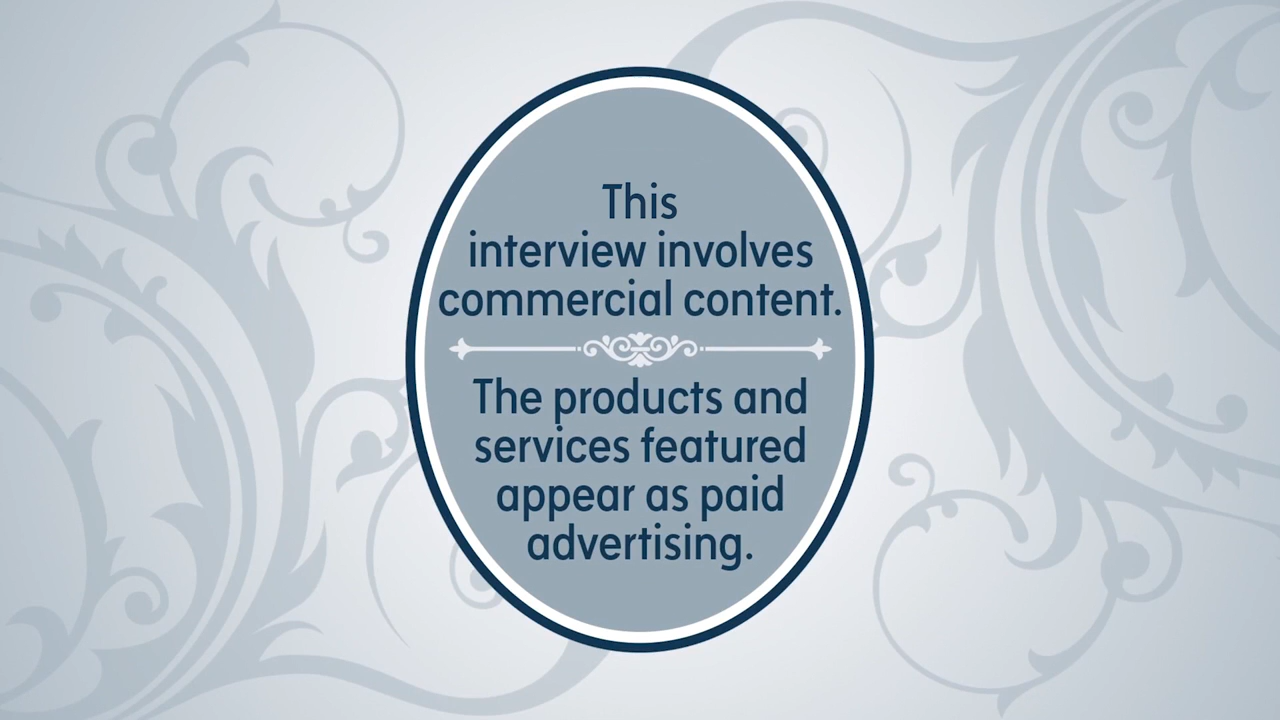 This
interview involves
commercial content.
The products and
services featured
appear as paid
advertising.